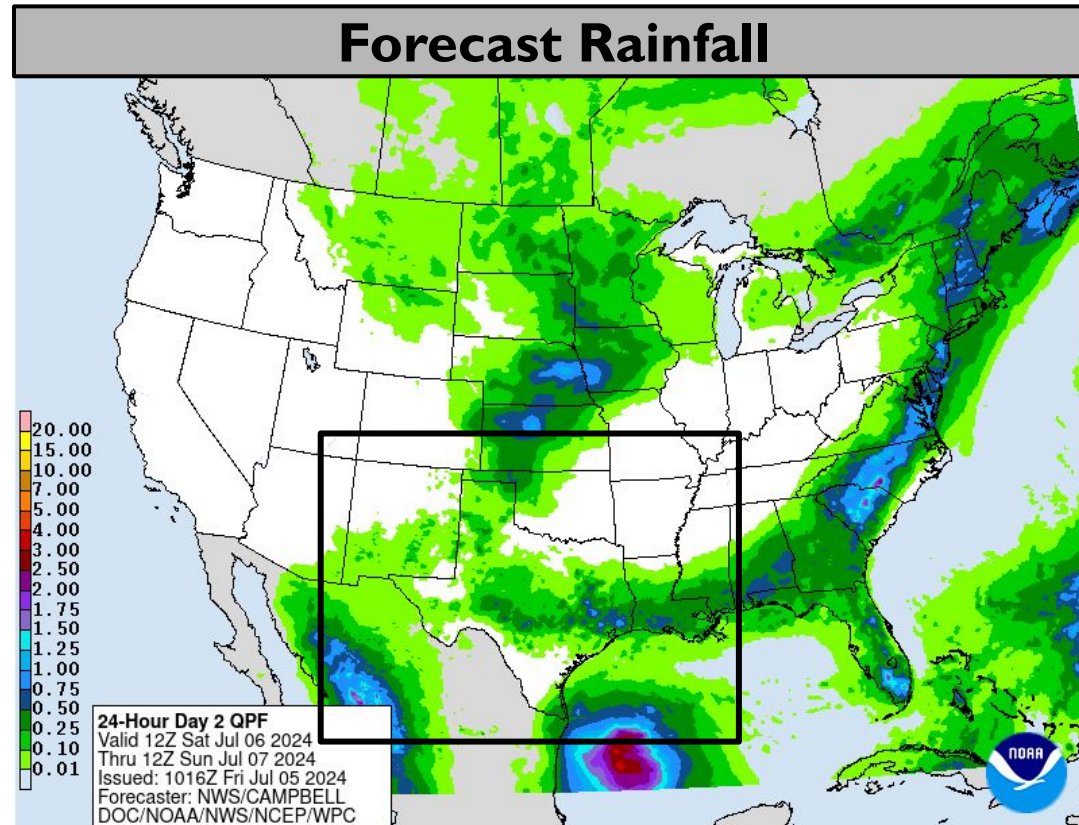 Forecast Rainfall
20.00
15.00
10.00
7.00
5.00
4.00
3.00
2.50
2.00
1.75
1.50
1.25
1.00
0.75
0.50
0.25
0.10
0.01
24-Hour Day 2 QPF
Valid 12Z Sat Jul 06 2024
Thru 12Z Sun Jul 07 2024
Issued: 1016Z Fri Jul 05 2024
Forecaster: NWS/CAMPBELL
DOC/NOAA/NWS/NCEP/WPC
NOAA